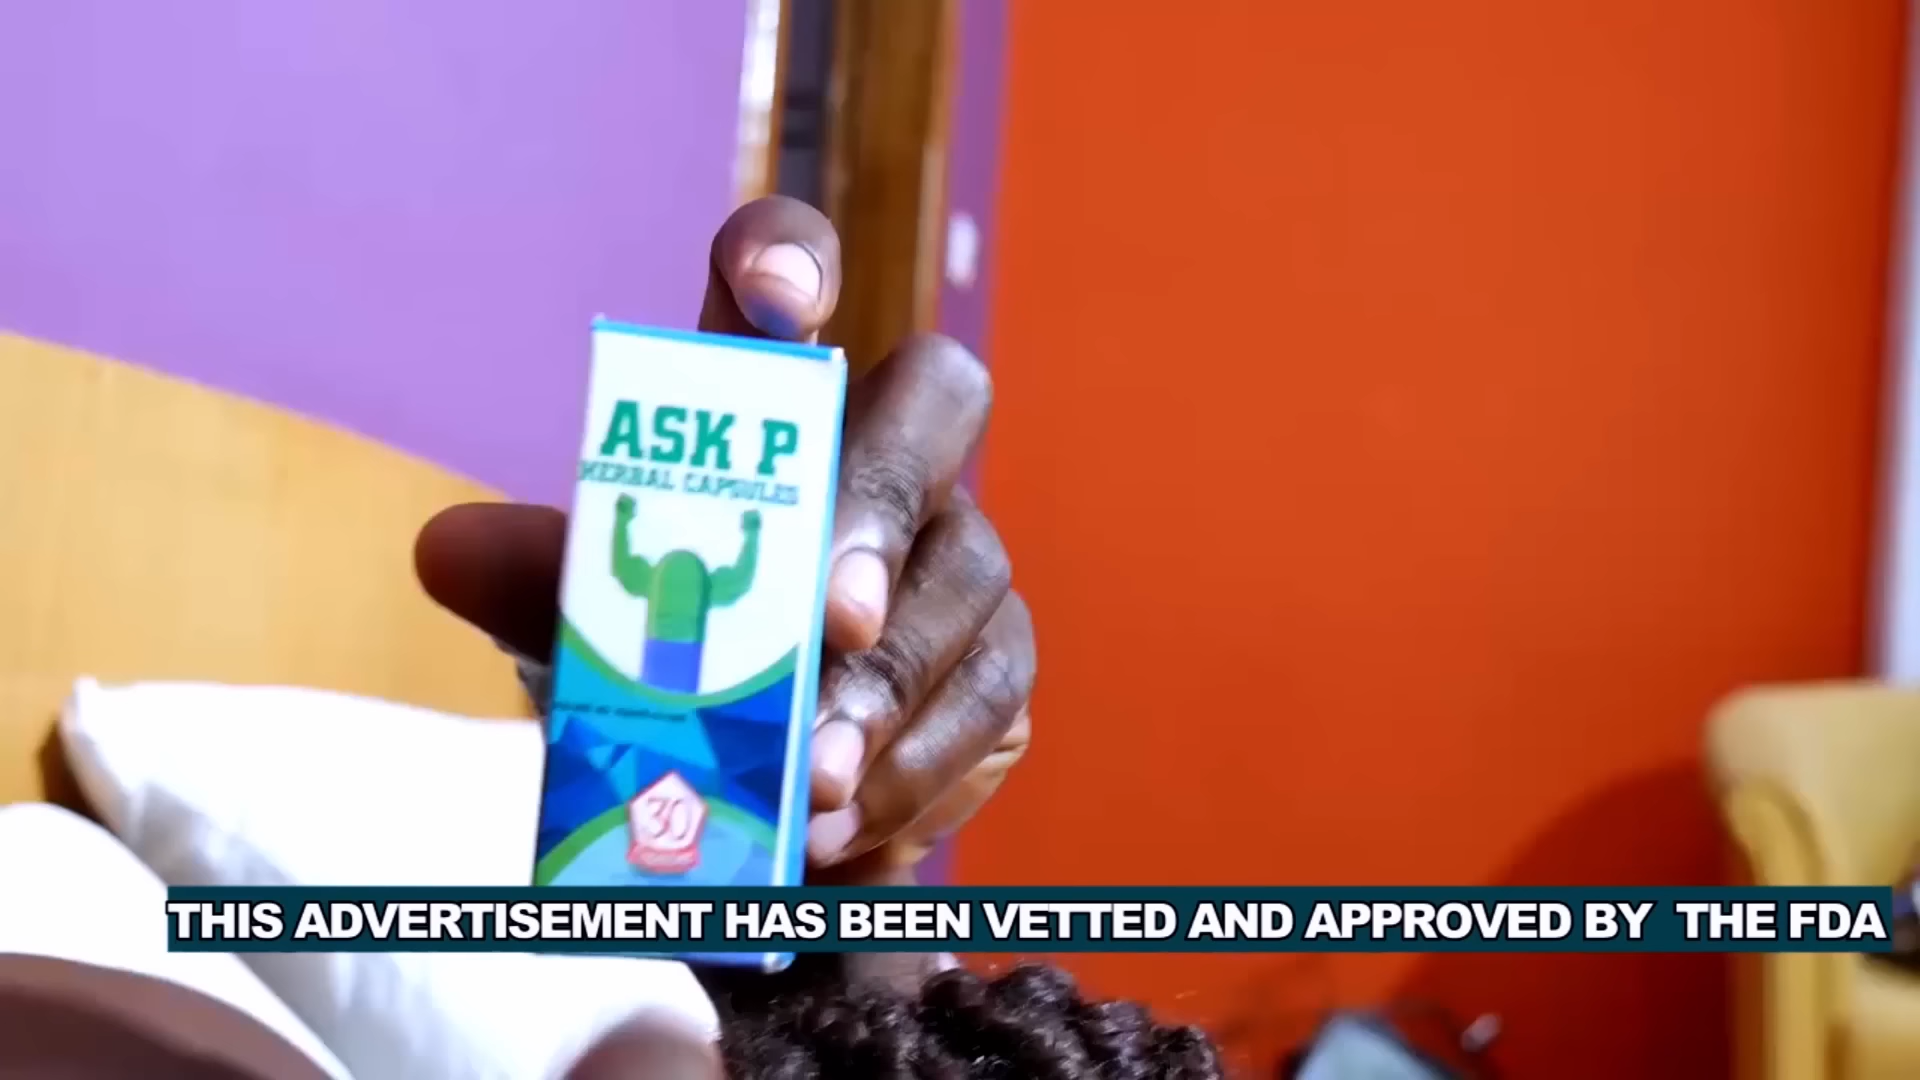 ASK P
HERBAL CAPSULES
30
THIS ADVERTISEMENT HAS BEEN VETTED AND APPROVED BY THE FDA